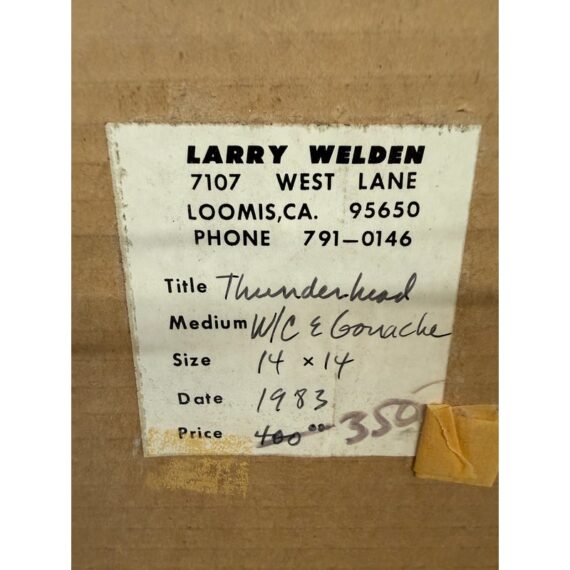 LARRY WELDEN
7107 WEST LANE
LOOMIS, CA. 95650
PHONE 791-0146
Title Thunderhead
Medium W/C & Gouache
Size 14 x 14
Date 1983
Price 400.00 350